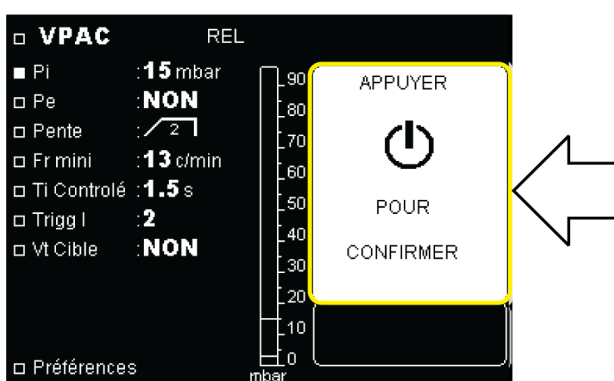 VPAC REL
Pi :15 mbar
Pe :NON
Pente : 2
Fr mini :13 c/min
Ti Controlé :1.5 s
Trigg I :2
Vt Cible :NON
Préférences
90
80
70
60
50
40
30
20
10
0
mbar
APPUYER
POUR
CONFIRMER